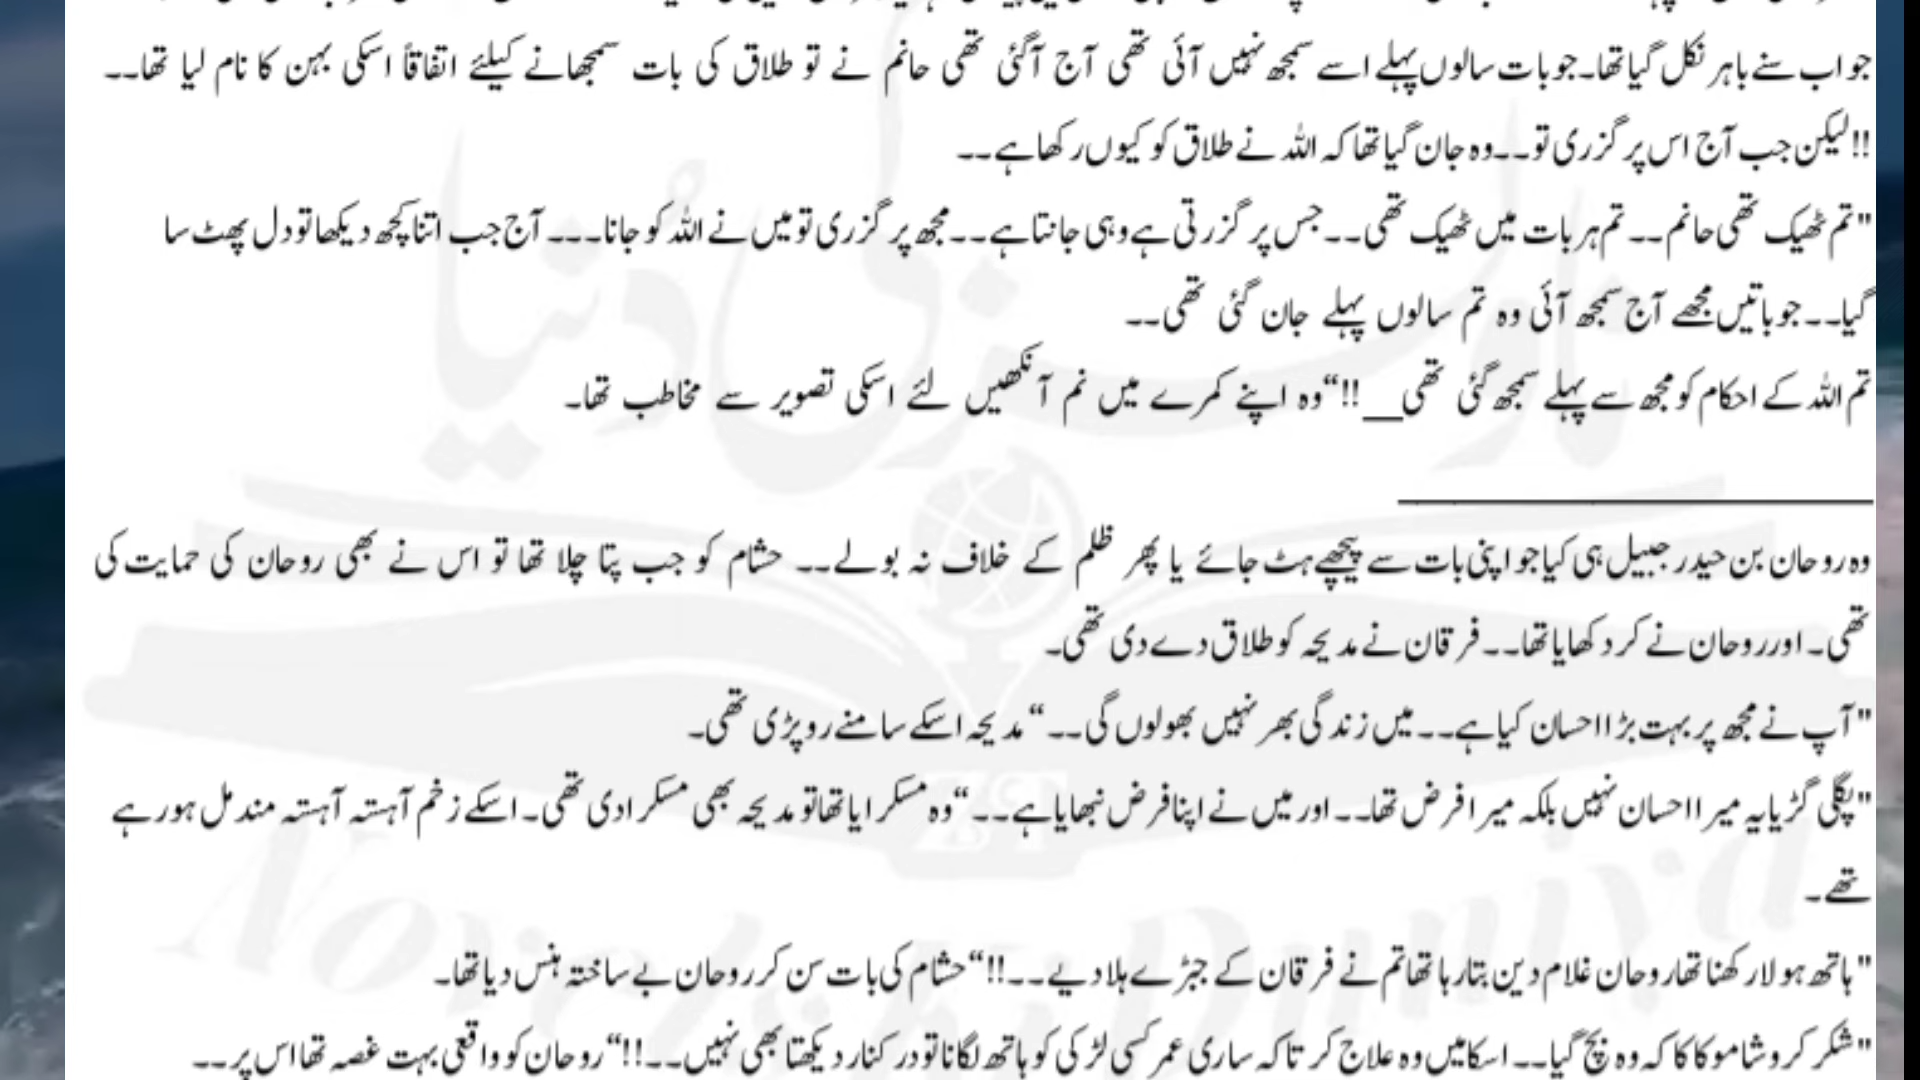 جواب سنے باہر نکل گیا تھا۔ جو بات سالوں پہلے اسے سمجھ نہیں آئی تھی آج آگئی تھی حانم نے تو طلاق کی بات سمجھانے کیلئے اتفاقاً اسکی بہن کا نام لیا تھا۔۔
!!لیکن جب آج اس پر گزری تو۔۔ وہ جان گیا تھا کہ اللہ نے طلاق کو کیوں رکھا ہے۔۔
"تم ٹھیک تھی حانم۔۔ تم ہر بات میں ٹھیک تھی۔۔ جس پر گزرتی ہے وہی جانتا ہے۔۔ مجھ پر گزری تو میں نے اللہ کو جانا۔۔۔ آج جب اتنا کچھ دیکھا تو دل پھٹ سا
گیا۔۔ جو باتیں مجھے آج سمجھ آئی وہ تم سالوں پہلے جان گئی تھی۔۔
تم اللہ کے احکام کو مجھ سے پہلے سمجھ گئی تھی__!!“ وہ اپنے کمرے میں نم آنکھیں لئے اسکی تصویر سے مخاطب تھا۔
وہ روحان بن حیدر جبیل ہی کیا جو اپنی بات سے پیچھے ہٹ جائے یا پھر ظلم کے خلاف نہ بولے۔۔ حشام کو جب پتا چلا تھا تو اس نے بھی روحان کی حمایت کی
تھی۔ اور روحان نے کر دکھایا تھا۔۔ فرقان نے مدیحہ کو طلاق دے دی تھی۔
"آپ نے مجھ پر بہت بڑا احسان کیا ہے۔۔ میں زندگی بھر نہیں بھولوں گی۔۔“ مدیحہ اسکے سامنے رو پڑی تھی۔
"پگلی گڑیا یہ میرا احسان نہیں بلکہ میرا فرض تھا۔۔ اور میں نے اپنا فرض نبھایا ہے۔۔“ وہ مسکرایا تھا تو مدیحہ بھی مسکرا دی تھی۔ اسکے زخم آہستہ آہستہ مندمل ہو رہے
تھے۔
"ہاتھ ہولا رکھنا تھا روحان غلام دین بتا رہا تھا تم نے فرقان کے جبڑے ہلا دیے۔۔!!“ حشام کی بات سن کر روحان بے ساختہ ہنس دیا تھا۔
"شکر کرو شامو کاکا کہ وہ بچ گیا۔۔ اسکا میں وہ علاج کرتا کہ ساری عمر کسی لڑکی کو ہاتھ لگانا تو درکنار دیکھتا بھی نہیں۔۔!!“ روحان کو واقعی بہت غصہ تھا اس پر۔۔
ناولز کی دنیا
Novels Ki Duniya